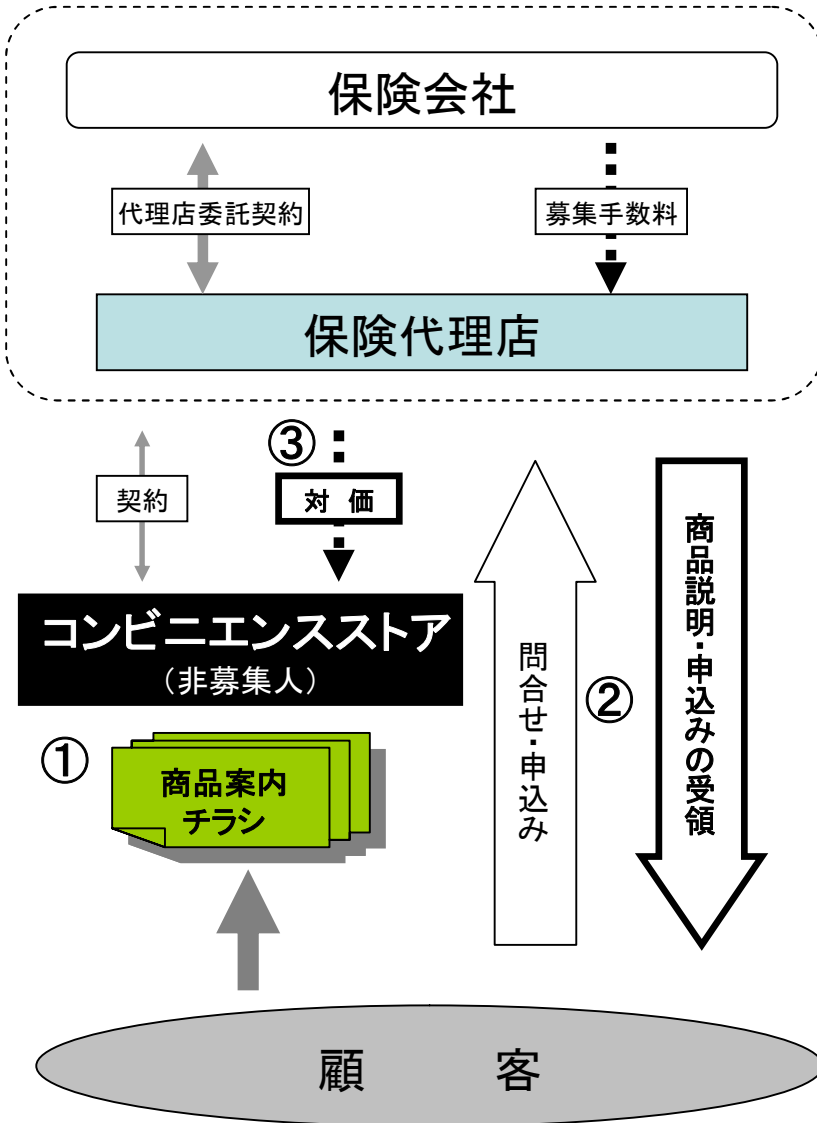 保険会社
代理店委託契約
募集手数料
保険代理店
③
契約
対 価
コンビニエンスストア
（非募集人）
①
商品案内
チラシ
問合せ・申込み
②
商品説明・申込みの受領
顧 客